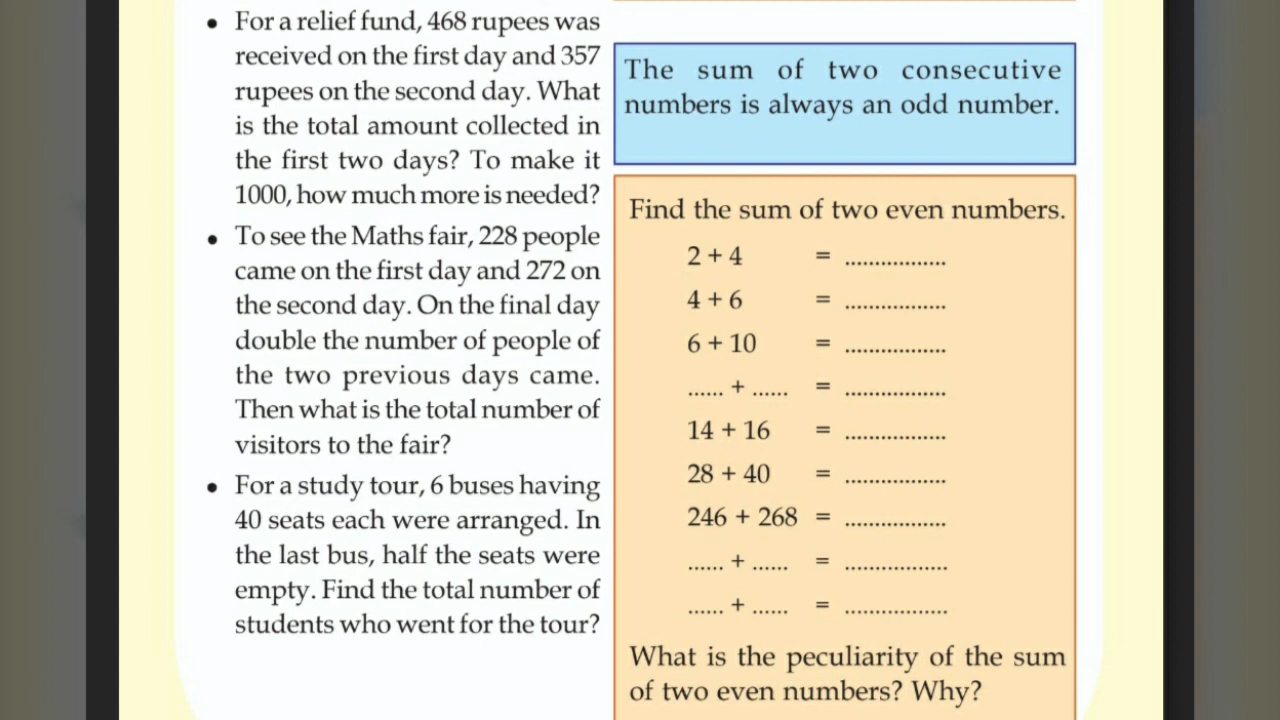 • For a relief fund, 468 rupees was
received on the first day and 357
rupees on the second day. What
is the total amount collected in
the first two days? To make it
1000, how much more is needed?
• To see the Maths fair, 228 people
came on the first day and 272 on
the second day. On the final day
double the number of people of
the two previous days came.
Then what is the total number of
visitors to the fair?
• For a study tour, 6 buses having
40 seats each were arranged. In
the last bus, half the seats were
empty. Find the total number of
students who went for the tour?
The sum of two consecutive
numbers is always an odd number.
Find the sum of two even numbers.
2 + 4 = .................
4 + 6 = .................
6 + 10 = .................
...... + ...... = .................
14 + 16 = .................
28 + 40 = .................
246 + 268 = .................
...... + ...... = .................
...... + ...... = .................
What is the peculiarity of the sum
of two even numbers? Why?